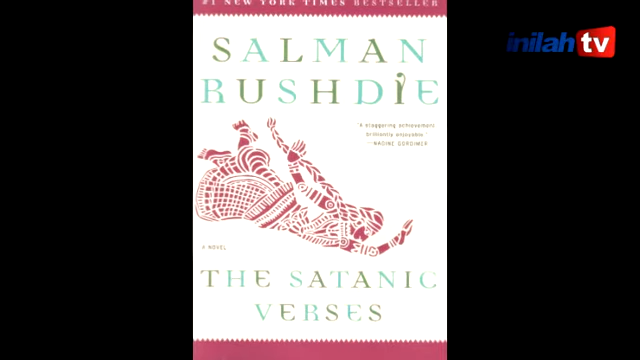 #1 NEW YORK TIMES BESTSELLER
inilah tv
SALMAN
RUSHDIE
"A staggering achievement
brilliantly enjoyable."
—NADINE GORDIMER
A NOVEL
THE SATANIC
VERSES